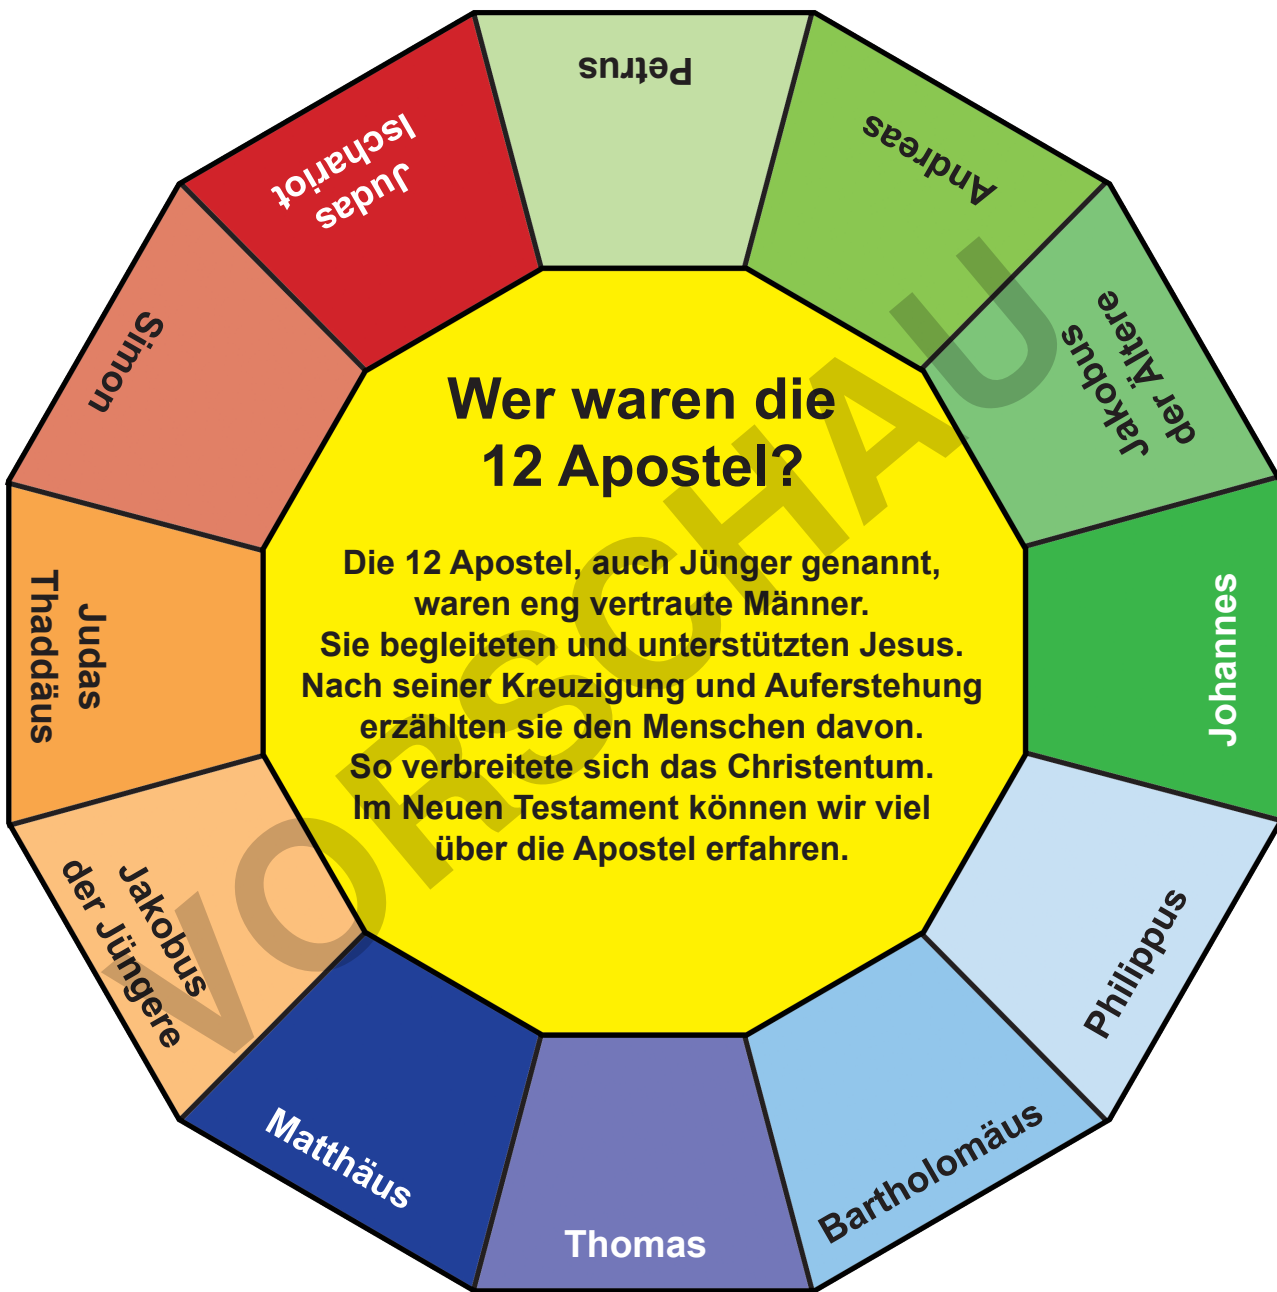 Petrus
Andreas
Jakobus
der Ältere
Johannes
Philippus
Bartholomäus
Thomas
Matthäus
Jakobus
der Jüngere
Judas
Thaddäus
Simon
Judas
Ischariot
Wer waren die
12 Apostel?
Die 12 Apostel, auch Jünger genannt,
waren eng vertraute Männer.
Sie begleiteten und unterstützten Jesus.
Nach seiner Kreuzigung und Auferstehung
erzählten sie den Menschen davon.
So verbreitete sich das Christentum.
Im Neuen Testament können wir viel
über die Apostel erfahren.
VORSCHAU